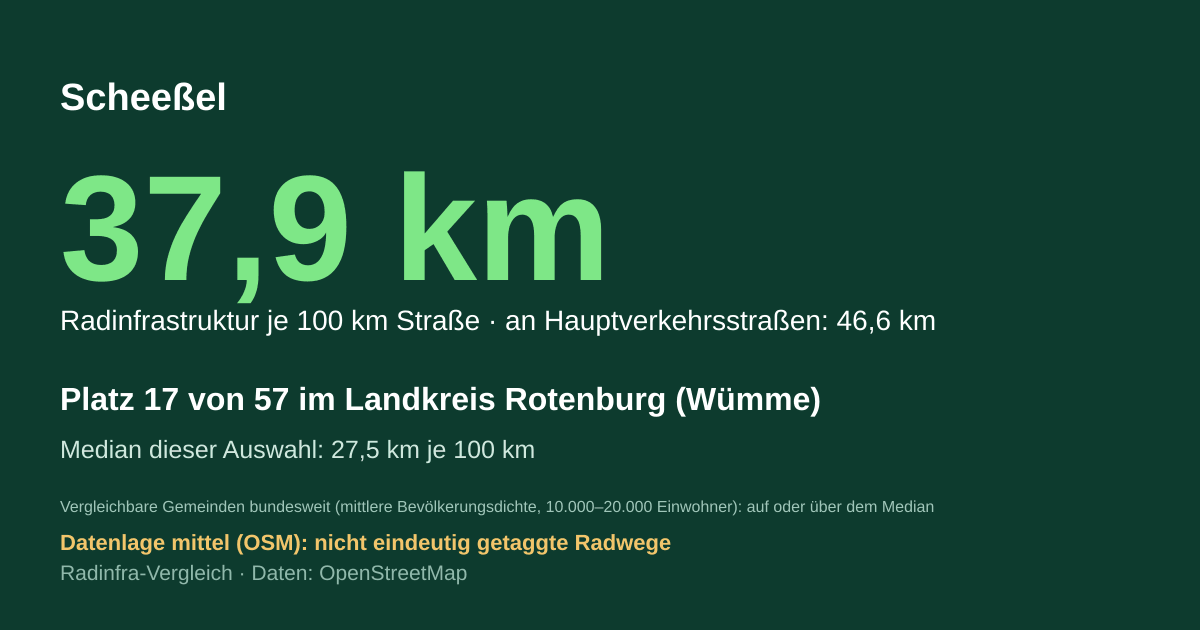 Scheeßel
37,9 km
Radinfrastruktur je 100 km Straße · an Hauptverkehrsstraßen: 46,6 km
Platz 17 von 57 im Landkreis Rotenburg (Wümme)
Median dieser Auswahl: 27,5 km je 100 km
Vergleichbare Gemeinden bundesweit (mittlere Bevölkerungsdichte, 10.000–20.000 Einwohner): auf oder über dem Median
Datenlage mittel (OSM): nicht eindeutig getaggte Radwege
Radinfra-Vergleich · Daten: OpenStreetMap